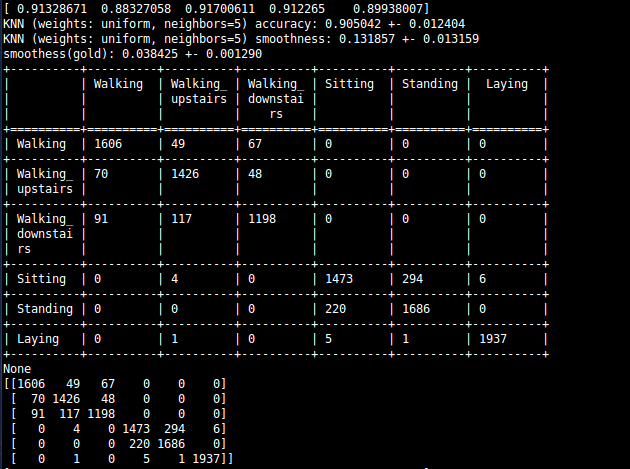 [ 0.91328671  0.88327058  0.91700611  0.912265    0.89938007]
KNN (weights: uniform, neighbors=5) accuracy: 0.905042 +- 0.012404
KNN (weights: uniform, neighbors=5) smoothness: 0.131857 +- 0.013159
smoothess(gold): 0.038425 +- 0.001290
+----------+----------+----------+----------+----------+----------+----------+
|          | Walking  | Walking_ | Walking_ | Sitting  | Standing |  Laying  |
|          |          | upstairs | downstai |          |          |          |
|          |          |          |    rs    |          |          |          |
+==========+==========+==========+==========+==========+==========+==========+
| Walking  | 1606     | 49       | 67       | 0        | 0        | 0        |
+----------+----------+----------+----------+----------+----------+----------+
| Walking_ | 70       | 1426     | 48       | 0        | 0        | 0        |
| upstairs |          |          |          |          |          |          |
+----------+----------+----------+----------+----------+----------+----------+
| Walking_ | 91       | 117      | 1198     | 0        | 0        | 0        |
| downstai |          |          |          |          |          |          |
| rs       |          |          |          |          |          |          |
+----------+----------+----------+----------+----------+----------+----------+
| Sitting  | 0        | 4        | 0        | 1473     | 294      | 6        |
+----------+----------+----------+----------+----------+----------+----------+
| Standing | 0        | 0        | 0        | 220      | 1686     | 0        |
+----------+----------+----------+----------+----------+----------+----------+
| Laying   | 0        | 1        | 0        | 5        | 1        | 1937     |
+----------+----------+----------+----------+----------+----------+----------+
None
[[1606   49   67    0    0    0]
 [  70 1426   48    0    0    0]
 [  91  117 1198    0    0    0]
 [   0    4    0 1473  294    6]
 [   0    0    0  220 1686    0]
 [   0    1    0    5    1 1937]]